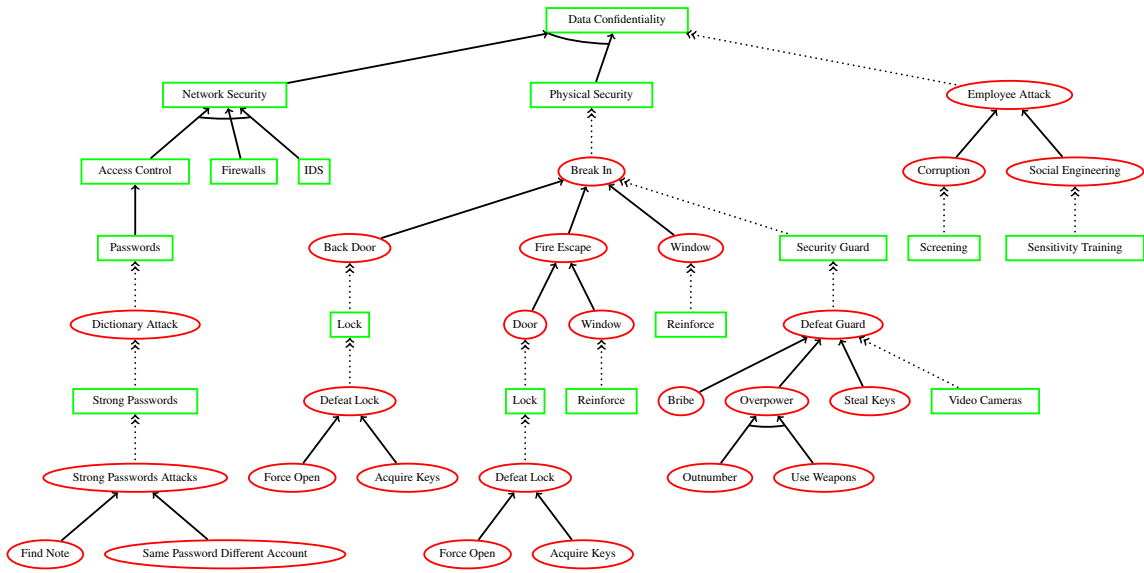 Data Confidentiality
Network Security
Physical Security
Employee Attack
Access Control
Firewalls
IDS
Break In
Corruption
Social Engineering
Passwords
Back Door
Fire Escape
Window
Security Guard
Screening
Sensitivity Training
Dictionary Attack
Lock
Door
Window
Reinforce
Defeat Guard
Strong Passwords
Defeat Lock
Lock
Reinforce
Bribe
Overpower
Steal Keys
Video Cameras
Strong Passwords Attacks
Force Open
Acquire Keys
Defeat Lock
Outnumber
Use Weapons
Find Note
Same Password Different Account
Force Open
Acquire Keys